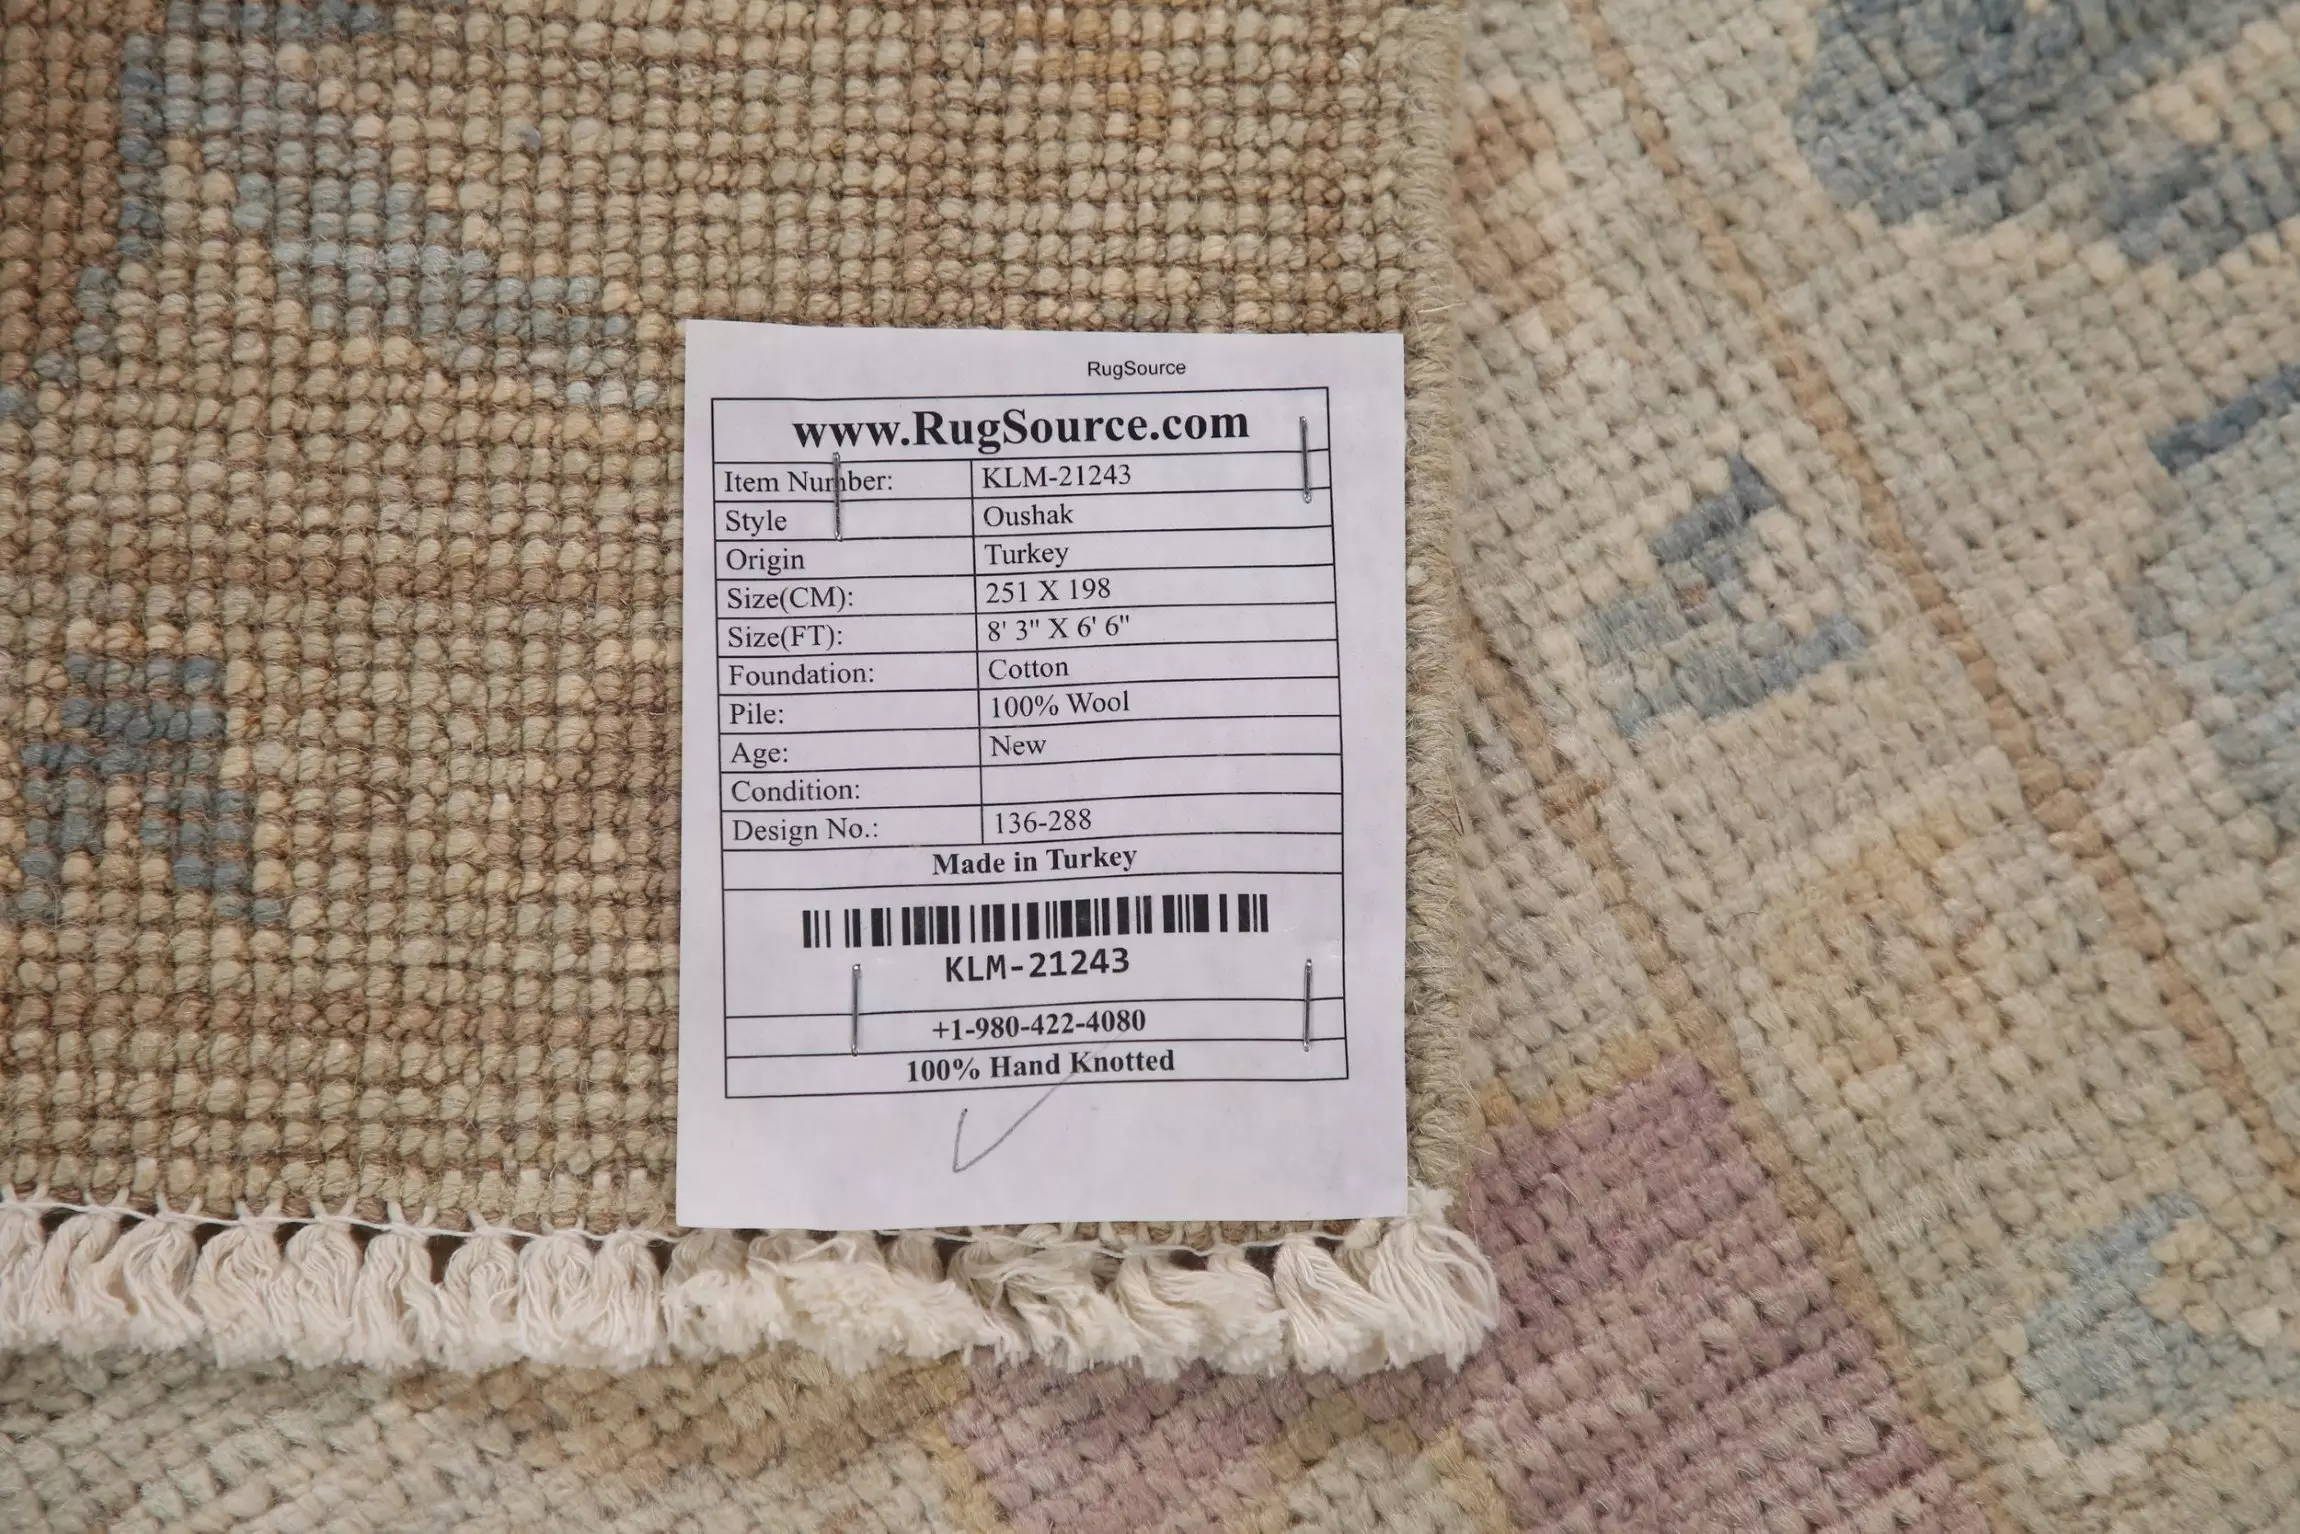 RugSource
www.RugSource.com
Item Number: KLM-21243
Style Oushak
Origin Turkey
Size(CM): 251 X 198
Size(FT): 8' 3" X 6' 6"
Foundation: Cotton
Pile: 100% Wool
Age: New
Condition:
Design No.: 136-288
Made in Turkey
KLM-21243
+1-980-422-4080
100% Hand Knotted